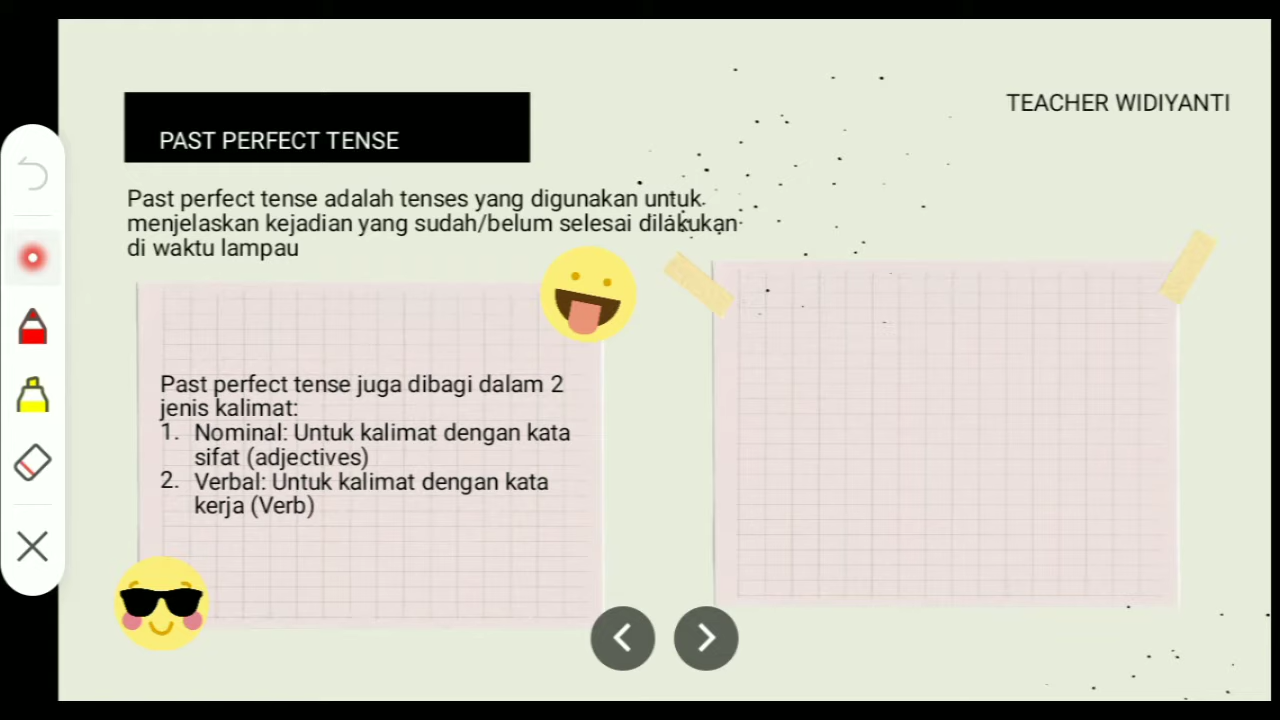 TEACHER WIDIYANTI
PAST PERFECT TENSE
Past perfect tense adalah tenses yang digunakan untuk
menjelaskan kejadian yang sudah/belum selesai dilakukan
di waktu lampau
Past perfect tense juga dibagi dalam 2
jenis kalimat:
1. Nominal: Untuk kalimat dengan kata
sifat (adjectives)
2. Verbal: Untuk kalimat dengan kata
kerja (Verb)